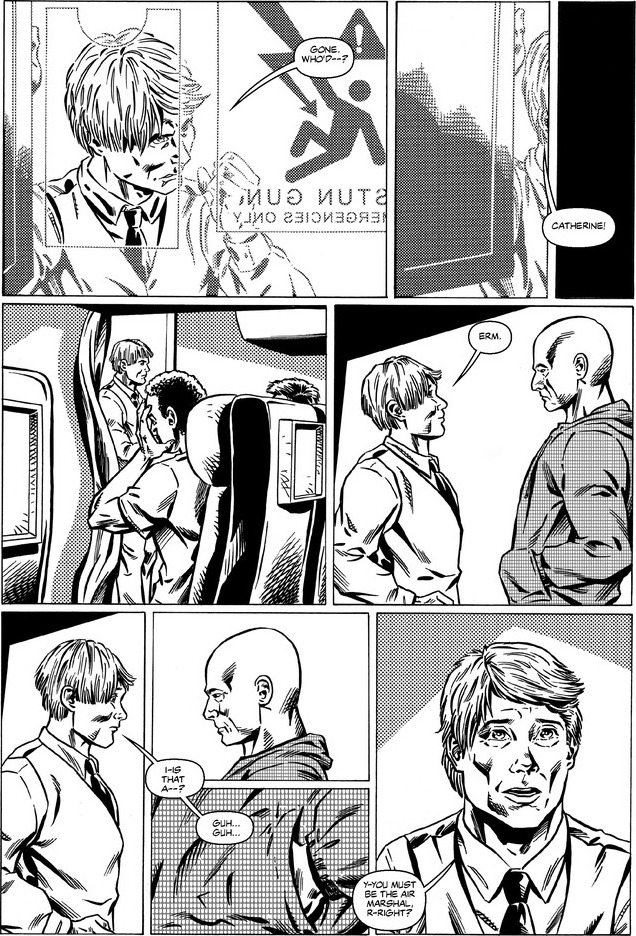 GONE.
WHO'D--?
!
STUN GUN
MERGENCIES ONLY
CATHERINE!
ERM.
I-IS
THAT
A--?
GUH...
GUH...
Y-YOU MUST
BE THE AIR
MARSHAL,
R-RIGHT?